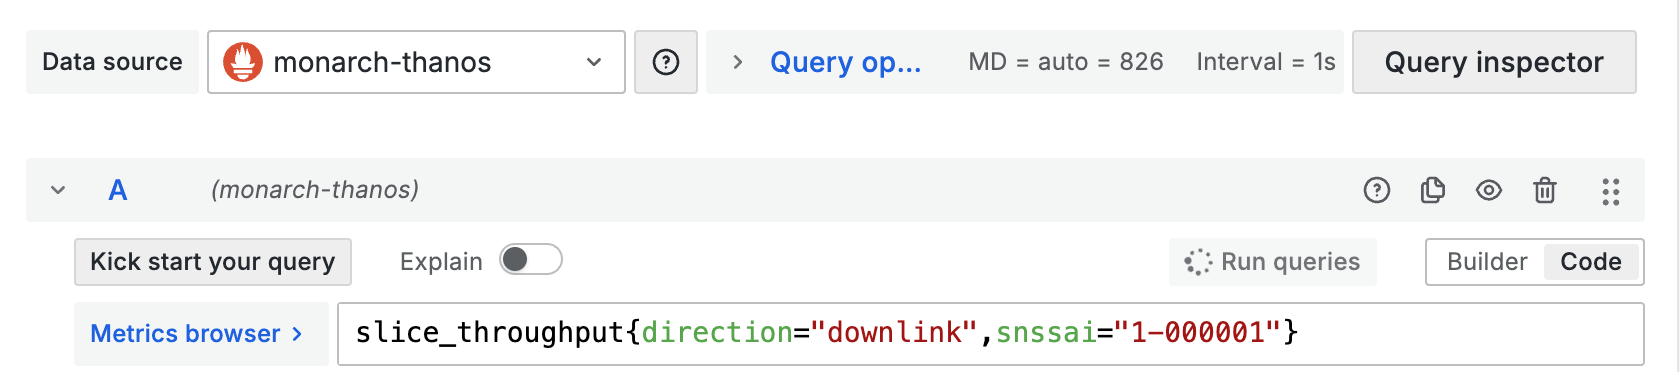 Data source monarch-thanos Query op... MD = auto = 826 Interval = 1s Query inspector
A (monarch-thanos)
Kick start your query Explain Run queries Builder Code
Metrics browser > slice_throughput{direction="downlink",snssai="1-000001"}